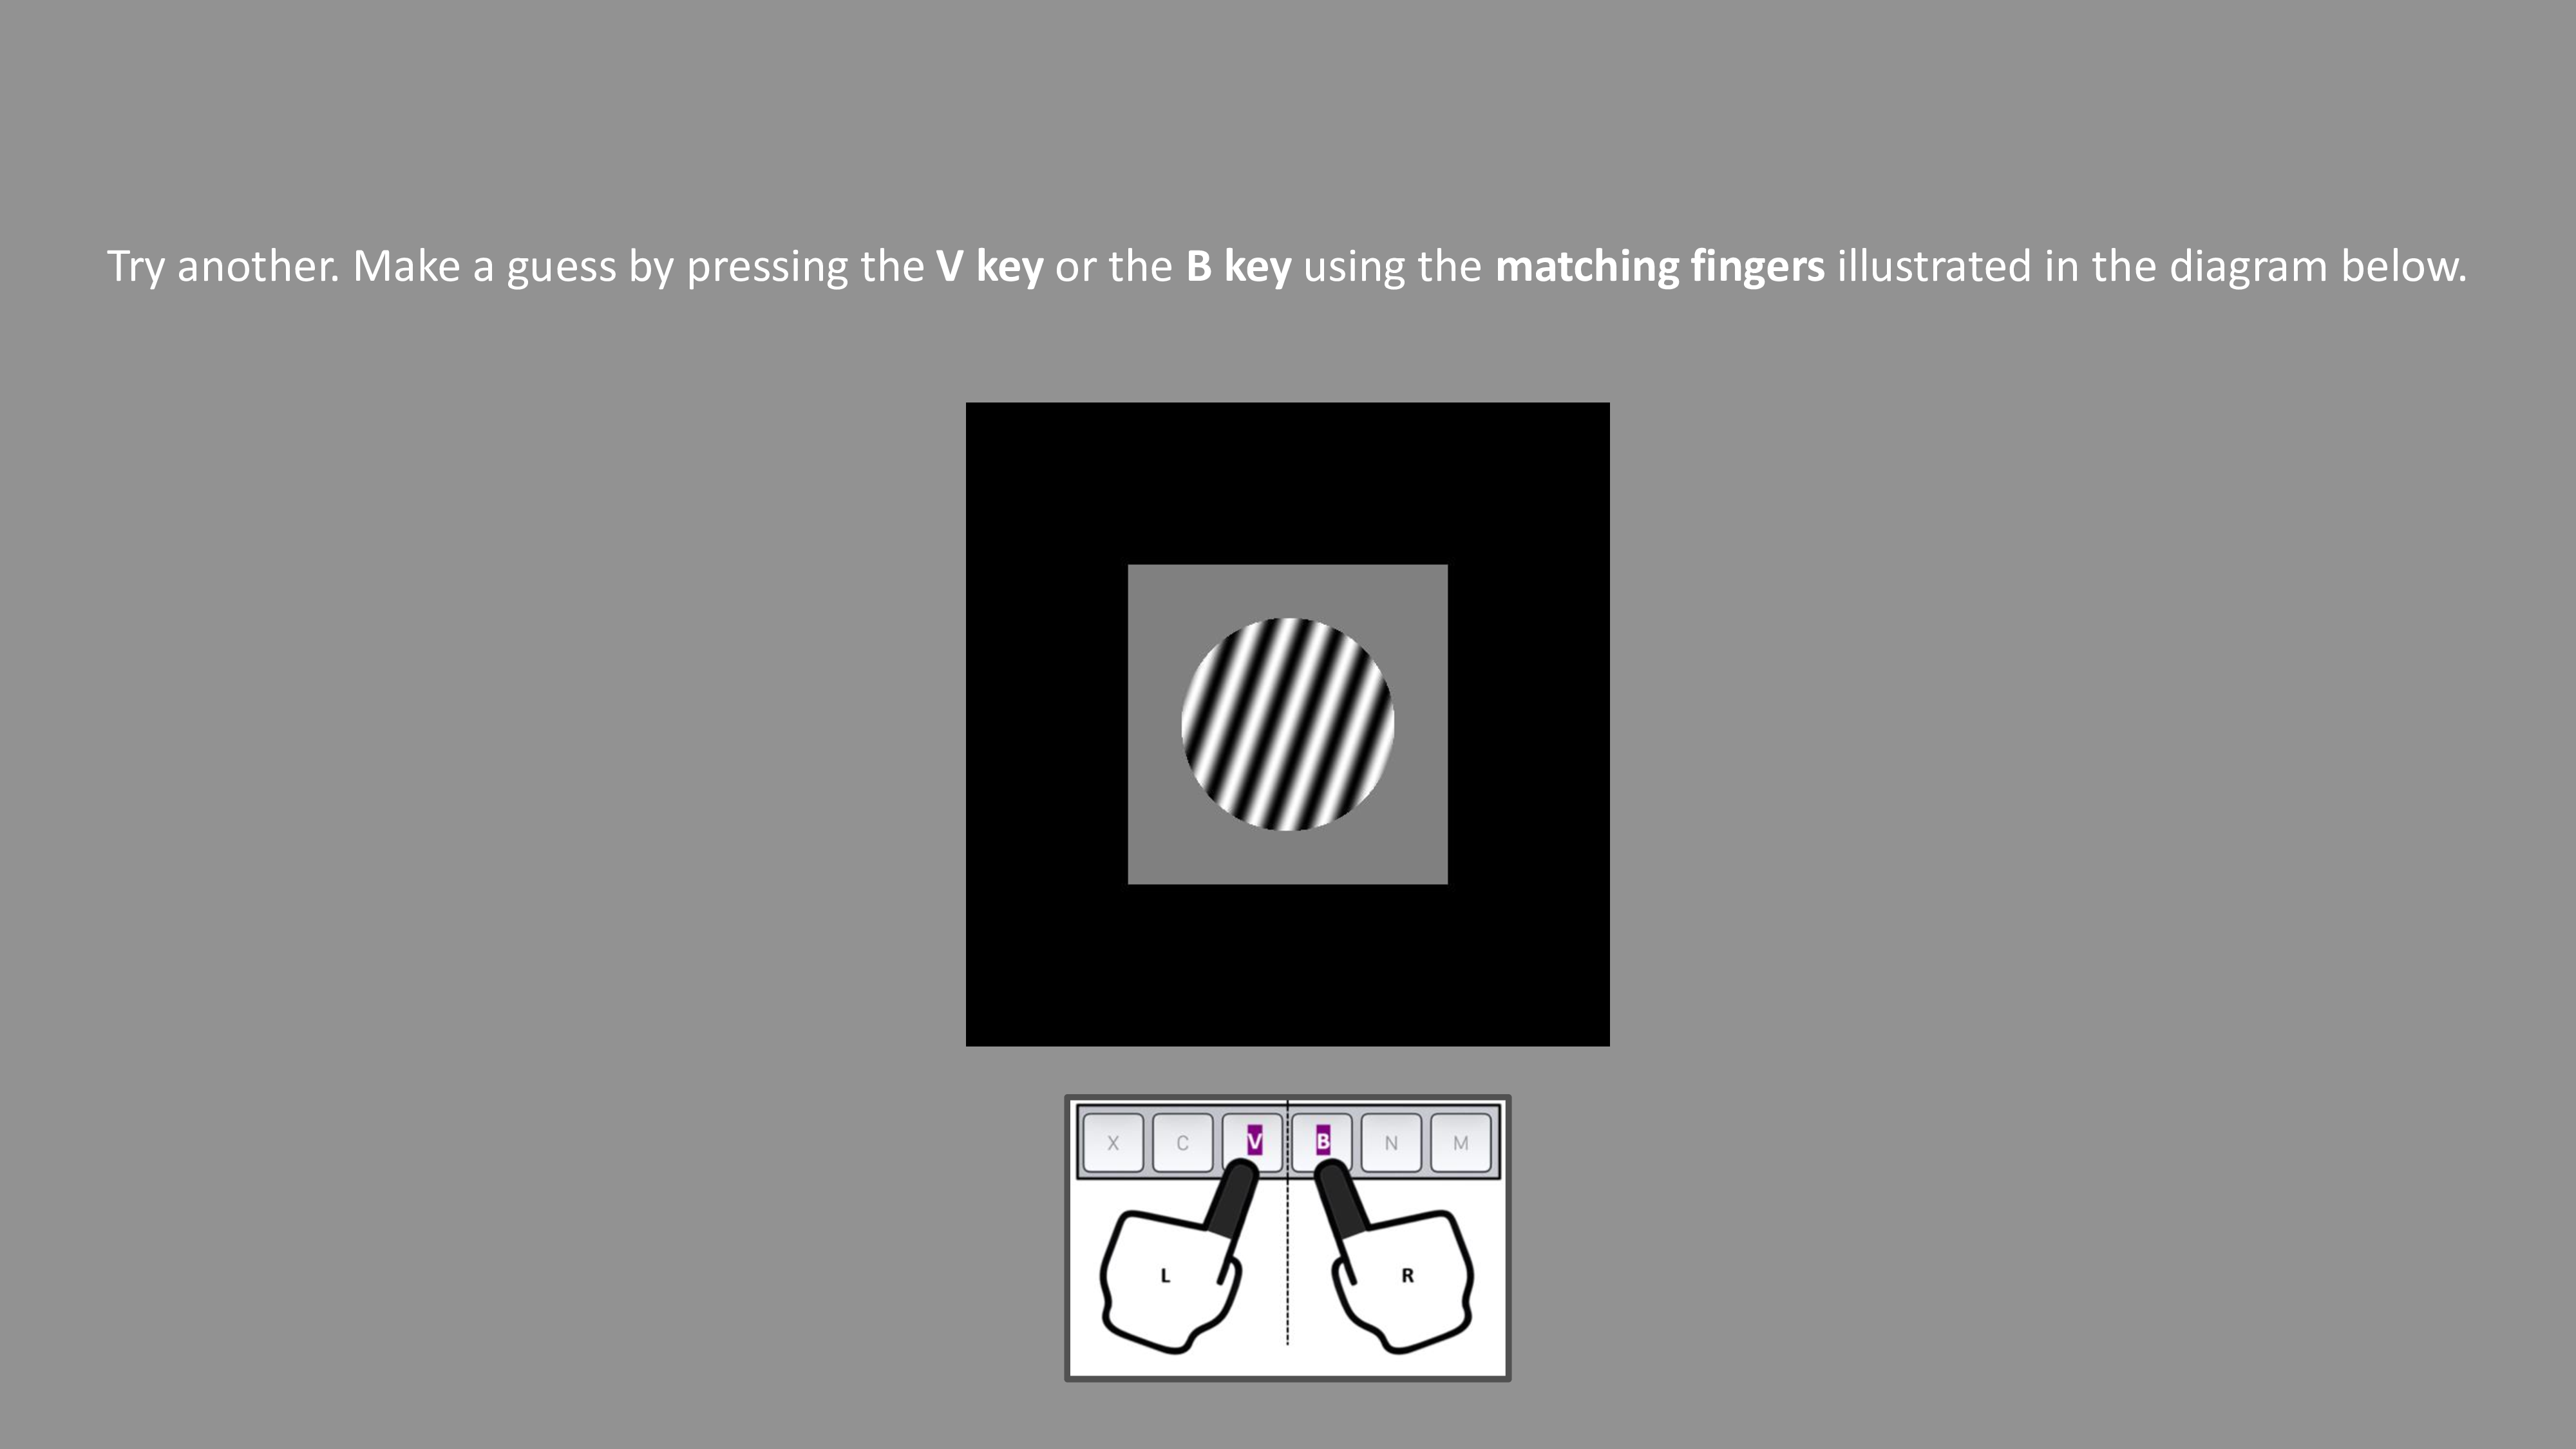 Try another. Make a guess by pressing the V key or the B key using the matching fingers illustrated in the diagram below.
X C V B N M
L R